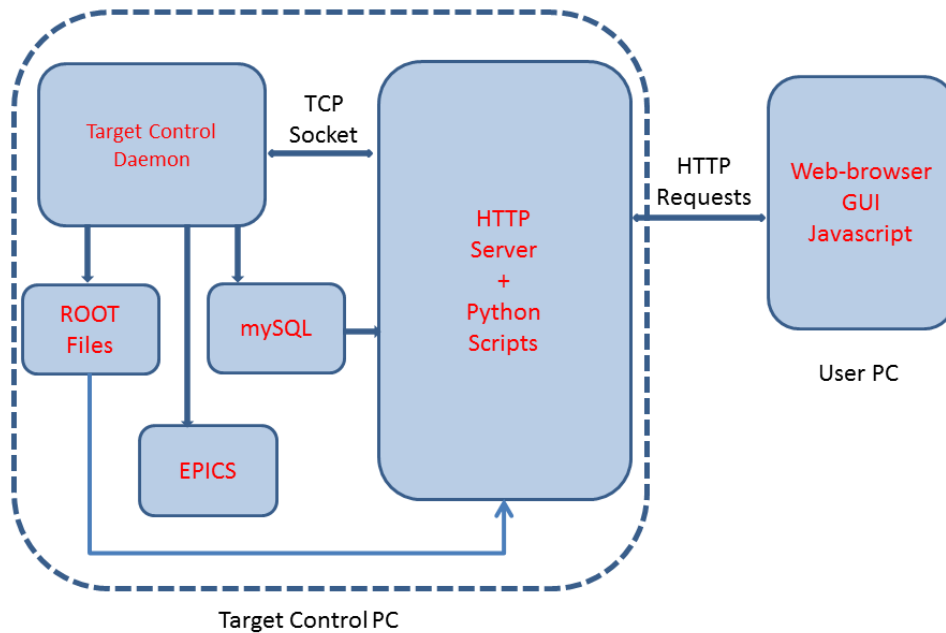 Target Control
Daemon
TCP
Socket
HTTP
Server
+
Python
Scripts
HTTP
Requests
Web-browser
GUI
Javascript
ROOT
Files
mySQL
EPICS
User PC
Target Control PC